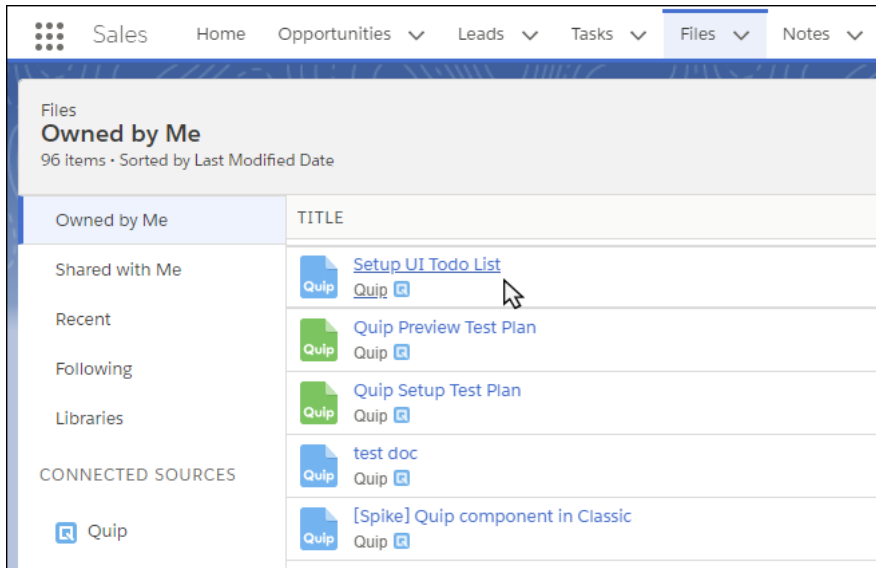 Sales Home Opportunities Leads Tasks Files Notes
Files
Owned by Me
96 items • Sorted by Last Modified Date
Owned by Me
Shared with Me
Recent
Following
Libraries
CONNECTED SOURCES
Quip
TITLE
Quip
Setup UI Todo List
Quip
Quip
Quip Preview Test Plan
Quip
Quip
Quip Setup Test Plan
Quip
Quip
test doc
Quip
Quip
[Spike] Quip component in Classic
Quip